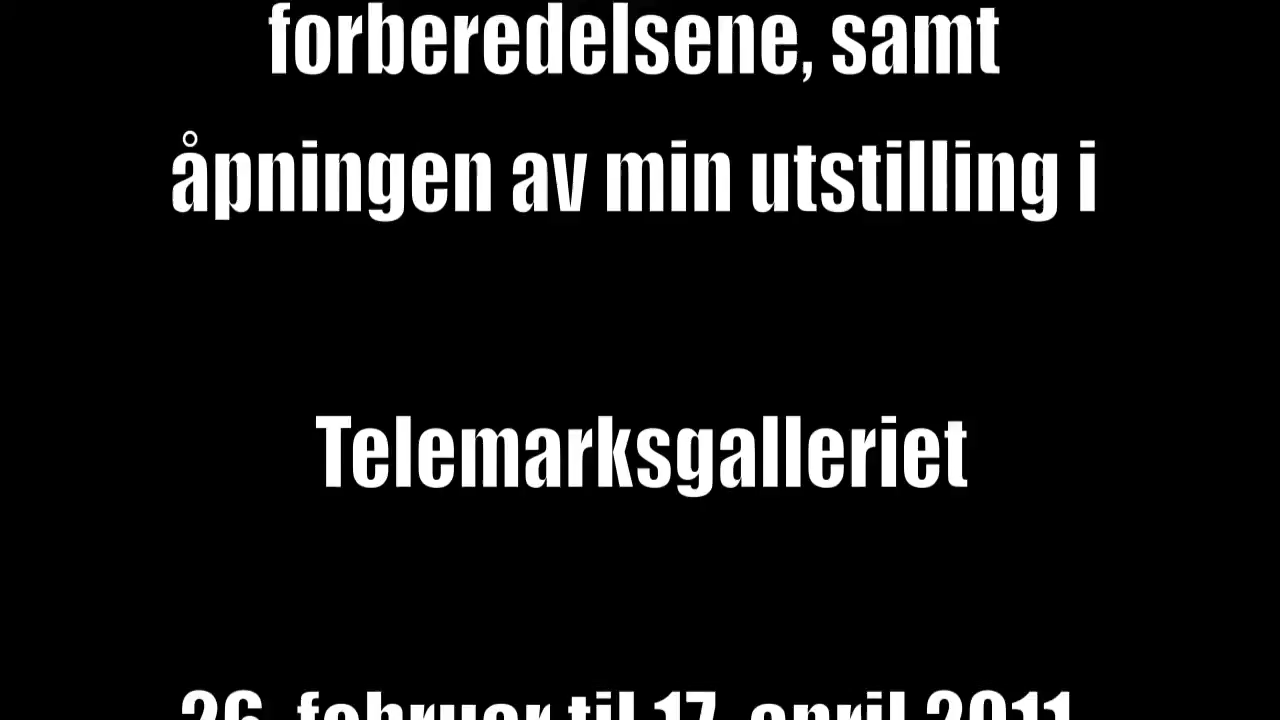 forberedelsene, samt
åpningen av min utstilling i
Telemarksgalleriet
26. februar til 17. april 2011